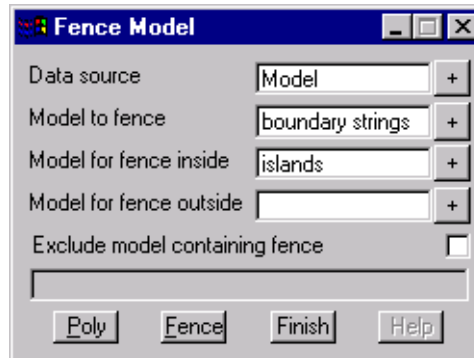 Fence Model
Data source Model +
Model to fence boundary strings +
Model for fence inside islands +
Model for fence outside +
Exclude model containing fence
Poly Fence Finish Help